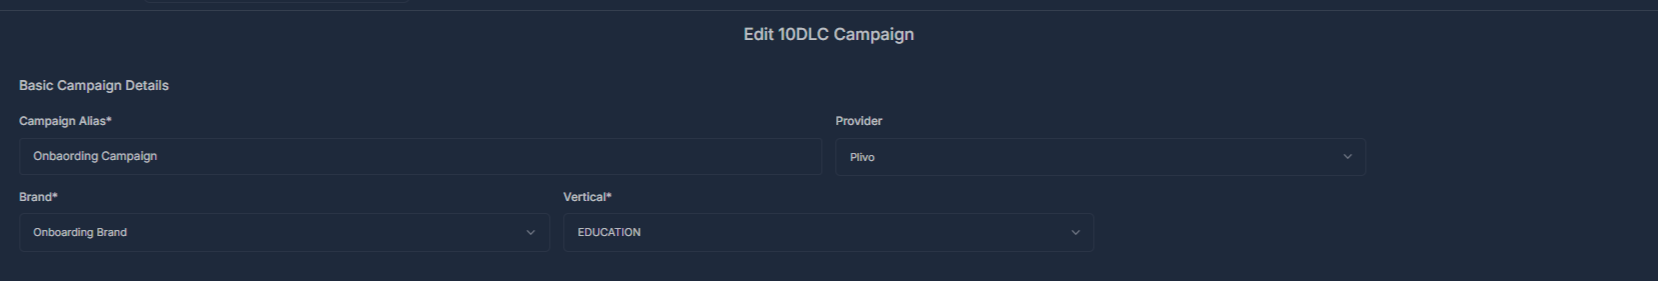 Edit 10DLC Campaign
Basic Campaign Details
Campaign Alias*
Provider
Onbaording Campaign
Plivo
Brand*
Vertical*
Onboarding Brand
EDUCATION